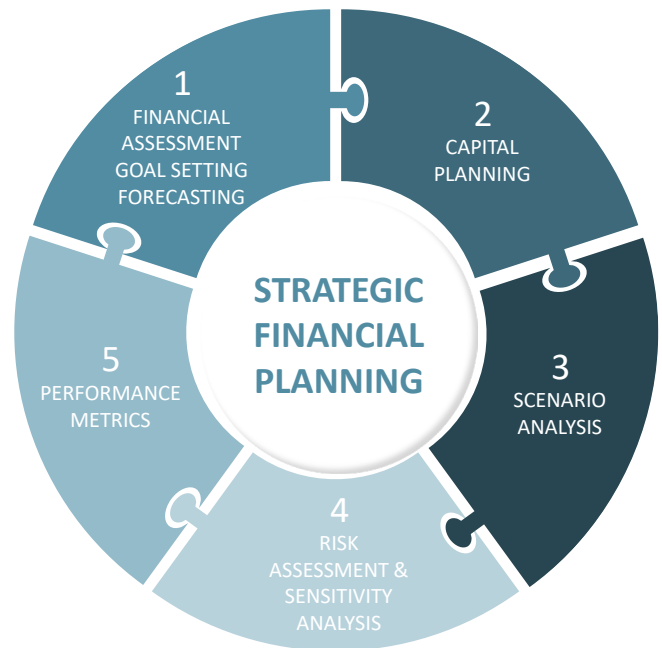 1
FINANCIAL
ASSESSMENT
GOAL SETTING
FORECASTING
2
CAPITAL
PLANNING
3
SCENARIO
ANALYSIS
4
RISK
ASSESSMENT &
SENSITIVITY
ANALYSIS
5
PERFORMANCE
METRICS
STRATEGIC
FINANCIAL
PLANNING